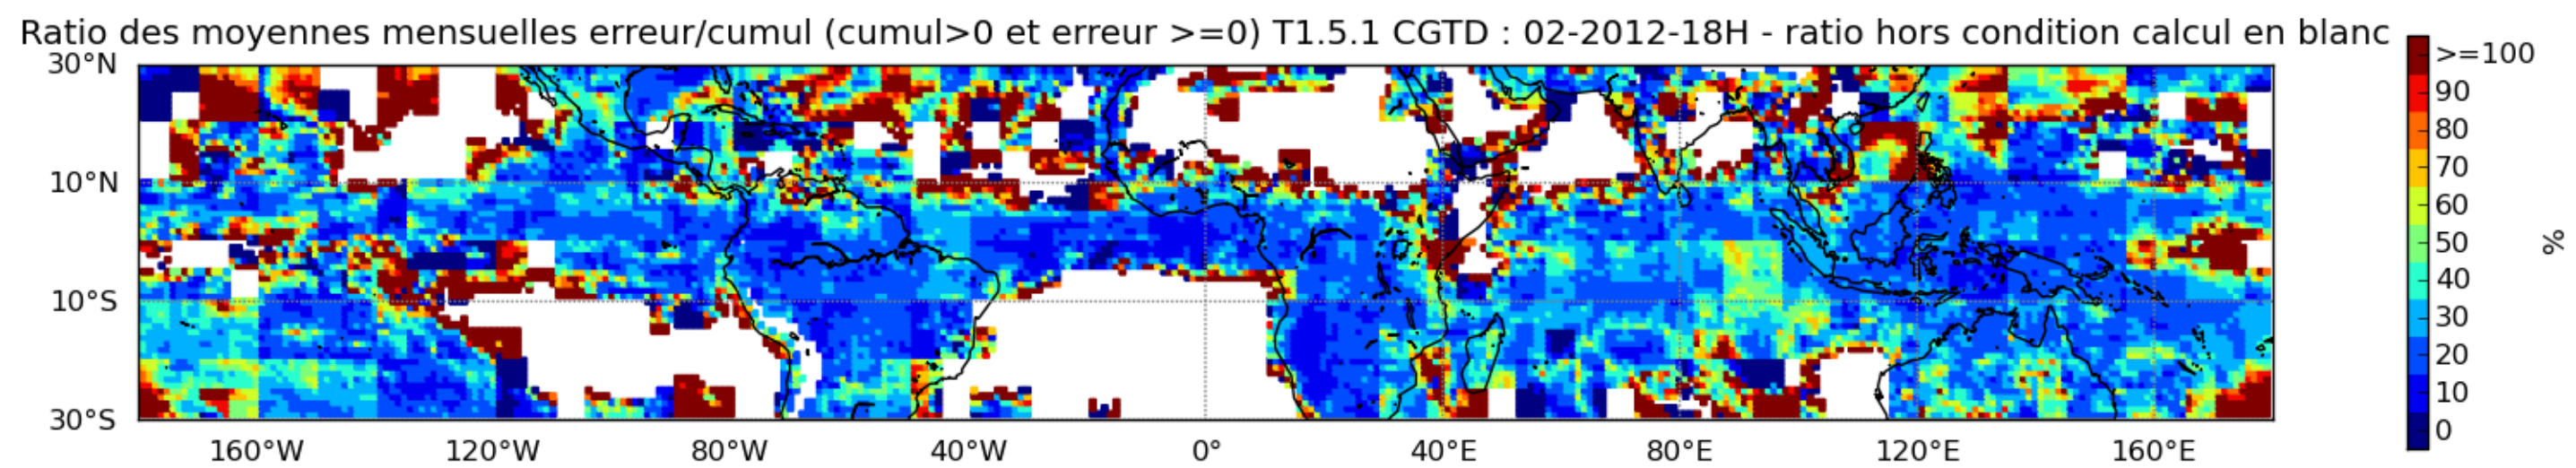 Ratio des moyennes mensuelles erreur/cumul (cumul>0 et erreur >=0) T1.5.1 CGTD : 02-2012-18H - ratio hors condition calcul en blanc
30°N
10°N
10°S
30°S
160°W 120°W 80°W 40°W 0° 40°E 80°E 120°E 160°E
>=100
90
80
70
60
50
40
30
20
10
0
%